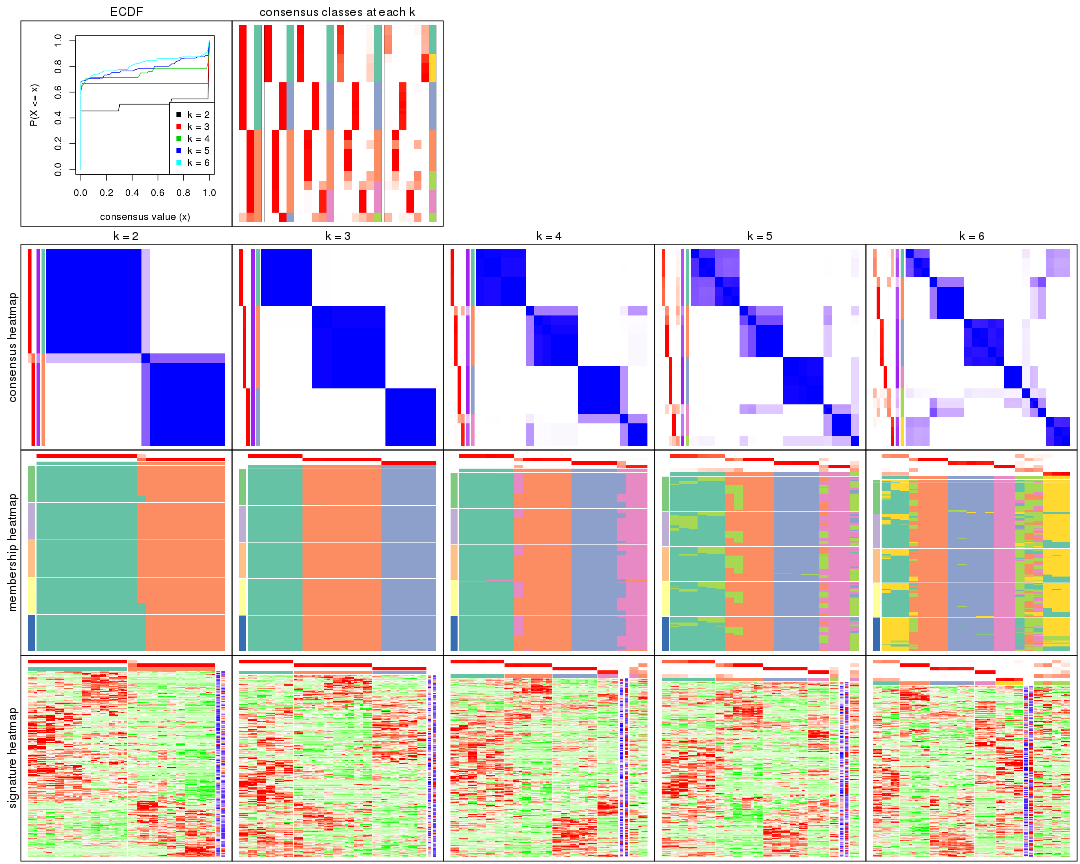 ECDF
consensus classes at each k
P(X <= x)
0.0 0.2 0.4 0.6 0.8 1.0
k = 2
k = 3
k = 4
k = 5
k = 6
0.0 0.2 0.4 0.6 0.8 1.0
consensus value (x)
k = 2
k = 3
k = 4
k = 5
k = 6
consensus heatmap
membership heatmap
signature heatmap